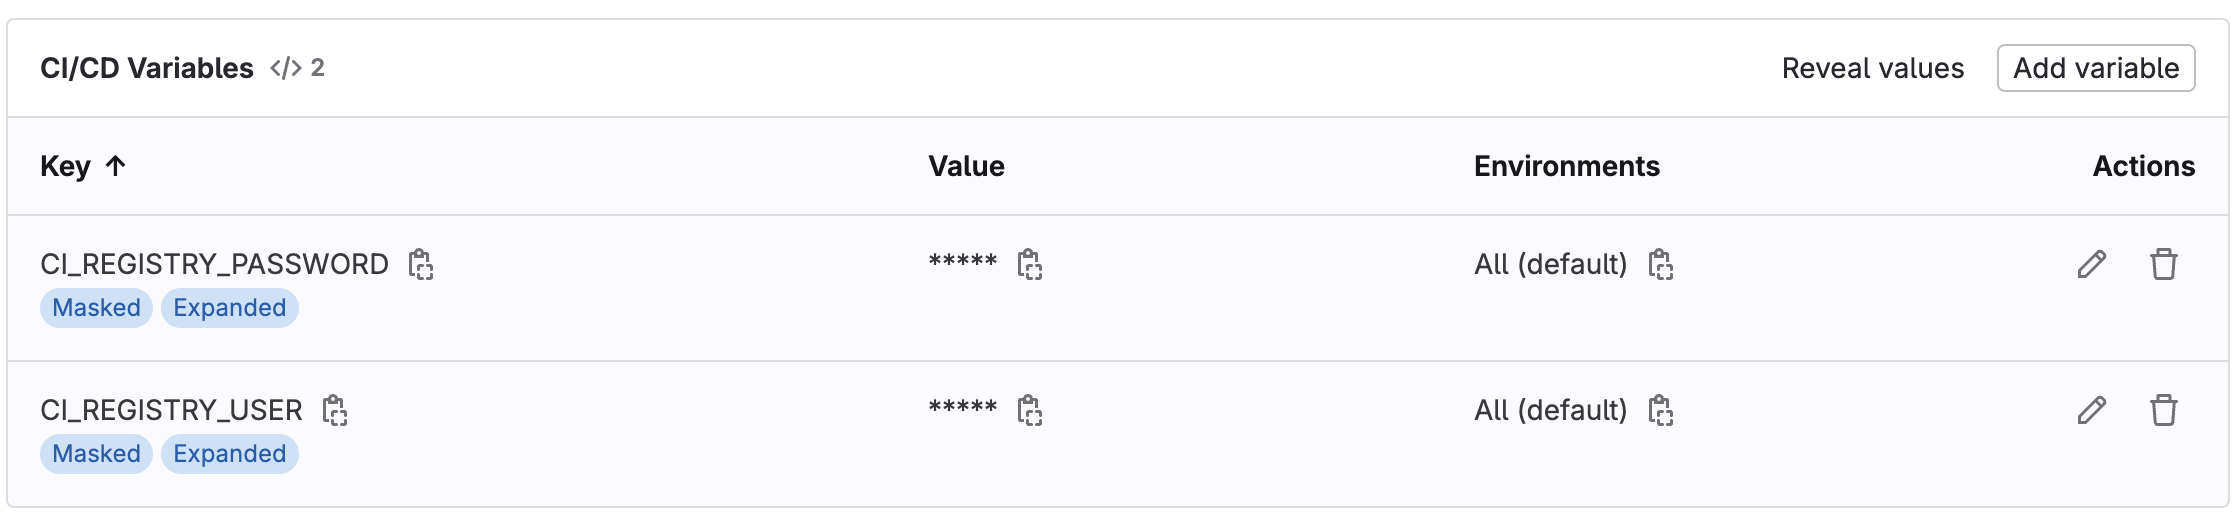 CI/CD Variables </> 2 Reveal values Add variable
Key ↑ Value Environments Actions
CI_REGISTRY_PASSWORD ***** All (default)
Masked Expanded
CI_REGISTRY_USER ***** All (default)
Masked Expanded